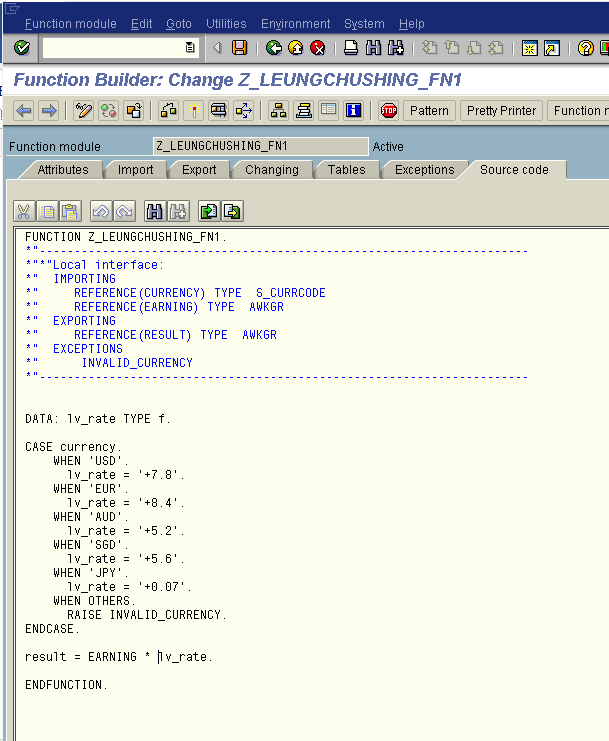 Function module Edit Goto Utilities Environment System Help
Function Builder: Change Z_LEUNGCHUSHING_FN1
Pattern Pretty Printer Function
Function module Z_LEUNGCHUSHING_FN1 Active
Attributes Import Export Changing Tables Exceptions Source code
FUNCTION Z_LEUNGCHUSHING_FN1.
*"----------------------------------------------------------------------
*"*"Local interface:
*" IMPORTING
*" REFERENCE(CURRENCY) TYPE S_CURRCODE
*" REFERENCE(EARNING) TYPE AWKGR
*" EXPORTING
*" REFERENCE(RESULT) TYPE AWKGR
*" EXCEPTIONS
*" INVALID_CURRENCY
*"----------------------------------------------------------------------
DATA: lv_rate TYPE f.
CASE currency.
WHEN 'USD'.
lv_rate = '+7.8'.
WHEN 'EUR'.
lv_rate = '+8.4'.
WHEN 'AUD'.
lv_rate = '+5.2'.
WHEN 'SGD'.
lv_rate = '+5.6'.
WHEN 'JPY'.
lv_rate = '+0.07'.
WHEN OTHERS.
RAISE INVALID_CURRENCY.
ENDCASE.
result = EARNING * lv_rate.
ENDFUNCTION.